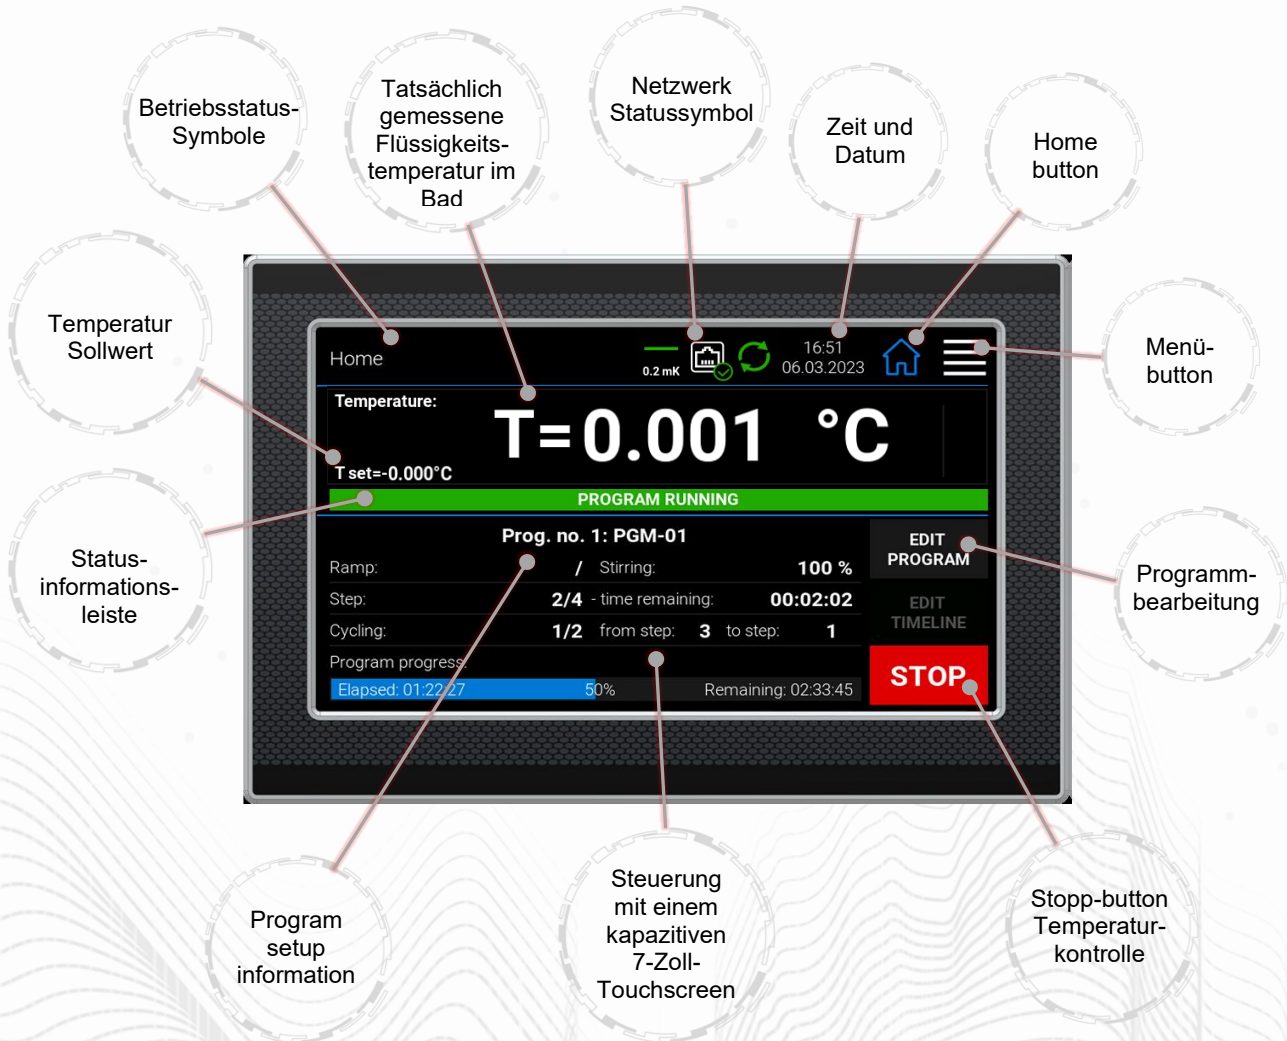 Betriebsstatus-
Symbole
Tatsächlich
gemessene
Flüssigkeits-
temperatur im
Bad
Netzwerk
Statussymbol
Zeit und
Datum
Home
button
Temperatur
Sollwert
Menü-
button
Status-
informations-
leiste
Programm-
bearbeitung
Home
0.2 mK
16:51
06.03.2023
Temperature:
T= 0.001 °C
T set=-0.000°C
PROGRAM RUNNING
Prog. no. 1: PGM-01
Ramp: / Stirring: 100 %
Step: 2/4 - time remaining: 00:02:02
Cycling: 1/2 from step: 3 to step: 1
Program progress:
Elapsed: 01:22:27 50% Remaining: 02:33:45
EDIT
PROGRAM
EDIT
TIMELINE
STOP
Program
setup
information
Steuerung
mit einem
kapazitiven
7-Zoll-
Touchscreen
Stopp-button
Temperatur-
kontrolle